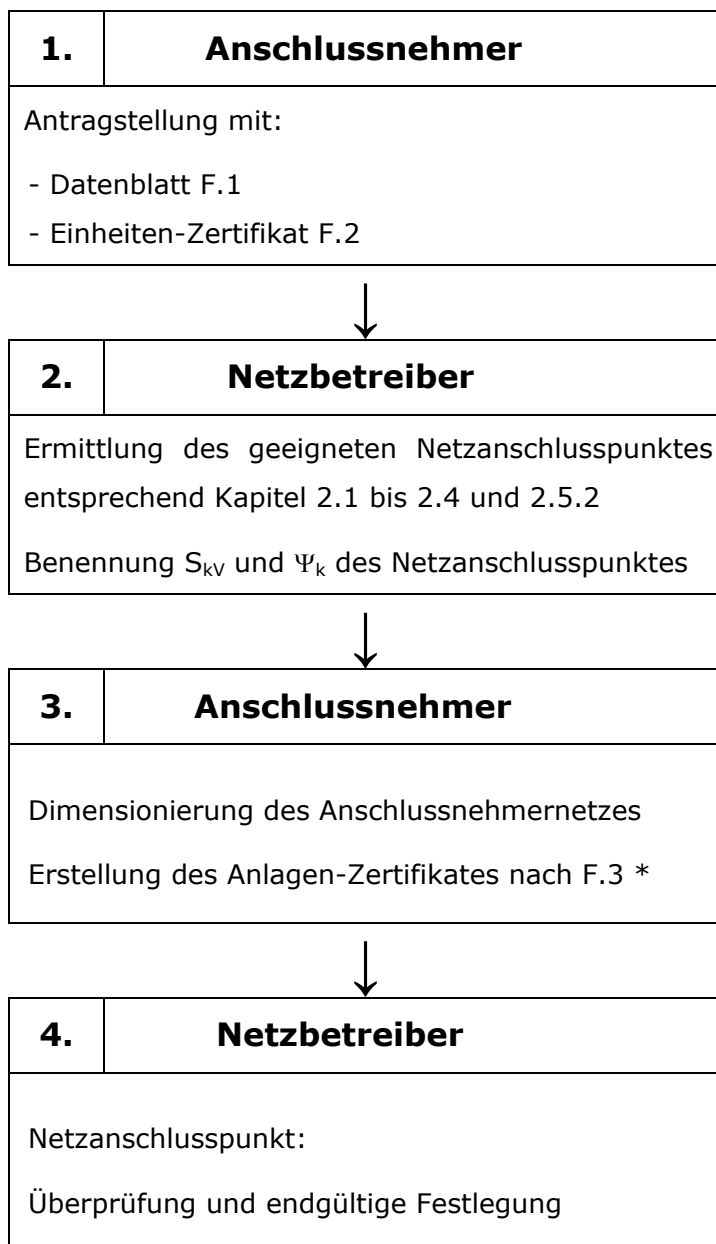 1. Anschlussnehmer
Antragstellung mit:
- Datenblatt F.1
- Einheiten-Zertifikat F.2
2. Netzbetreiber
Ermittlung des geeigneten Netzanschlusspunktes
entsprechend Kapitel 2.1 bis 2.4 und 2.5.2
Benennung SkV und Ψk des Netzanschlusspunktes
3. Anschlussnehmer
Dimensionierung des Anschlussnehmernetzes
Erstellung des Anlagen-Zertifikates nach F.3 *
4. Netzbetreiber
Netzanschlusspunkt:
Überprüfung und endgültige Festlegung